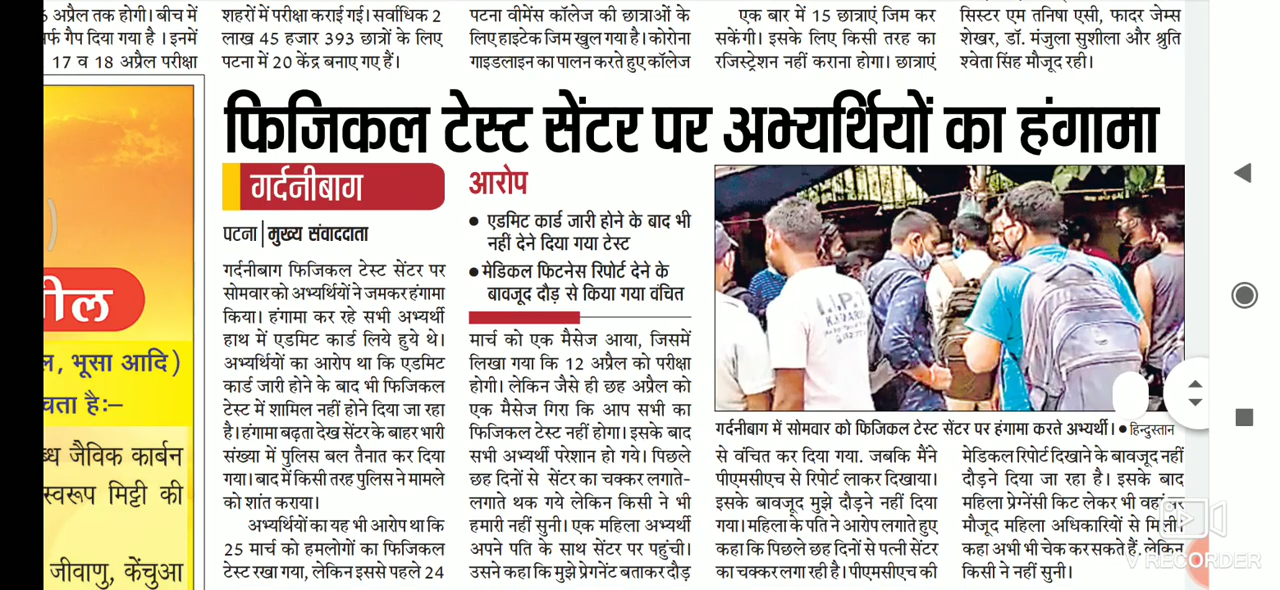 6 अप्रैल तक होगी। बीच में
र्फ गैप दिया गया है । इनमें
17 व 18 अप्रैल परीक्षा
शहरों में परीक्षा कराई गई। सर्वाधिक 2
लाख 45 हजार 393 छात्रों के लिए
पटना में 20 केंद्र बनाए गए हैं।
पटना वीमेंस कॉलेज की छात्राओं के
लिए हाइटेक जिम खुल गया है। कोरोना
गाइडलाइन का पालन करते हुए कॉलेज
एक बार में 15 छात्राएं जिम कर
सकेंगी। इसके लिए किसी तरह का
रजिस्ट्रेशन नहीं कराना होगा। छात्राएं
सिस्टर एम तनिषा एसी, फादर जेम्स
शेखर, डॉ. मंजुला सुशीला और श्रुति
श्वेता सिंह मौजूद रही।
ील
ल, भूसा आदि)
चता है:–
ब्ध जैविक कार्बन
स्वरूप मिट्टी की
जीवाणु, केंचुआ
फिजिकल टेस्ट सेंटर पर अभ्यर्थियों का हंगामा
गर्दनीबाग
पटना | मुख्य संवाददाता
गर्दनीबाग फिजिकल टेस्ट सेंटर पर
सोमवार को अभ्यर्थियों ने जमकर हंगामा
किया। हंगामा कर रहे सभी अभ्यर्थी
हाथ में एडमिट कार्ड लिये हुये थे।
अभ्यर्थियों का आरोप था कि एडमिट
कार्ड जारी होने के बाद भी फिजिकल
टेस्ट में शामिल नहीं होने दिया जा रहा
है। हंगामा बढ़ता देख सेंटर के बाहर भारी
संख्या में पुलिस बल तैनात कर दिया
गया। बाद में किसी तरह पुलिस ने मामले
को शांत कराया।
अभ्यर्थियों का यह भी आरोप था कि
25 मार्च को हमलोगों का फिजिकल
टेस्ट रखा गया, लेकिन इससे पहले 24
आरोप
● एडमिट कार्ड जारी होने के बाद भी
नहीं देने दिया गया टेस्ट
● मेडिकल फिटनेस रिपोर्ट देने के
बावजूद दौड़ से किया गया वंचित
मार्च को एक मैसेज आया, जिसमें
लिखा गया कि 12 अप्रैल को परीक्षा
होगी। लेकिन जैसे ही छह अप्रैल को
एक मैसेज गिरा कि आप सभी का
फिजिकल टेस्ट नहीं होगा। इसके बाद
सभी अभ्यर्थी परेशान हो गये। पिछले
छह दिनों से सेंटर का चक्कर लगाते-
लगाते थक गये लेकिन किसी ने भी
हमारी नहीं सुनी। एक महिला अभ्यर्थी
अपने पति के साथ सेंटर पर पहुंची।
उसने कहा कि मुझे प्रेगनेंट बताकर दौड़
गर्दनीबाग में सोमवार को फिजिकल टेस्ट सेंटर पर हंगामा करते अभ्यर्थी। ● हिन्दुस्तान
से वंचित कर दिया गया. जबकि मैंने
पीएमसीएच से रिपोर्ट लाकर दिखाया।
इसके बावजूद मुझे दौड़ने नहीं दिया
गया। महिला के पति ने आरोप लगाते हुए
कहा कि पिछले छह दिनों से पत्नी सेंटर
का चक्कर लगा रही है। पीएमसीएच की
मेडिकल रिपोर्ट दिखाने के बावजूद नहीं
दौड़ने दिया जा रहा है। इसके बाद
महिला प्रेग्नेंसी किट लेकर भी वहां पर
मौजूद महिला अधिकारियों से मिली।
कहा अभी भी चेक कर सकते हैं. लेकिन
किसी ने नहीं सुनी।
V RECORDER